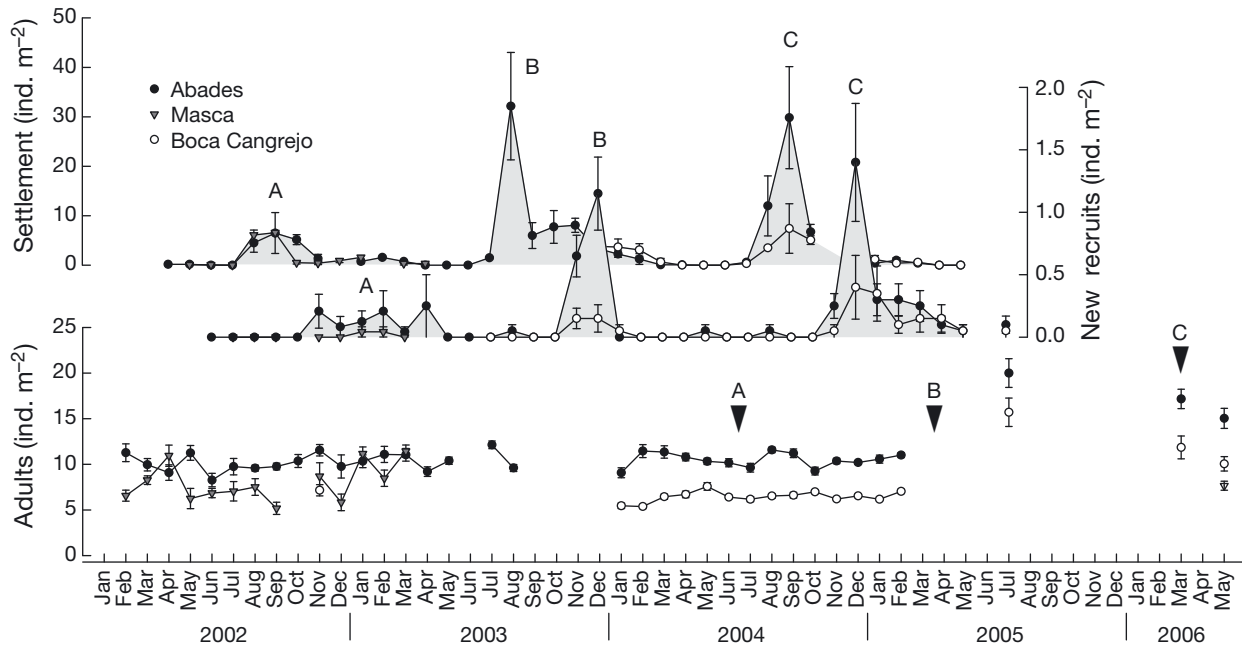 Settlement (ind. m–2)
50
40
30
20
10
0
Abades
Masca
Boca Cangrejo
A
B
B
C
C
A
2.0
1.5
1.0
0.5
0.0
New recruits (ind. m–2)
Adults (ind. m–2)
25
20
15
10
5
0
A
B
C
Jan Feb Mar Apr May Jun Jul Aug Sep Oct Nov Dec Jan Feb Mar Apr May Jun Jul Aug Sep Oct Nov Dec Jan Feb Mar Apr May Jun Jul Aug Sep Oct Nov Dec Jan Feb Mar Apr May Jun Jul Aug Sep Oct Nov Dec Jan Feb Mar Apr May
2002 2003 2004 2005 2006